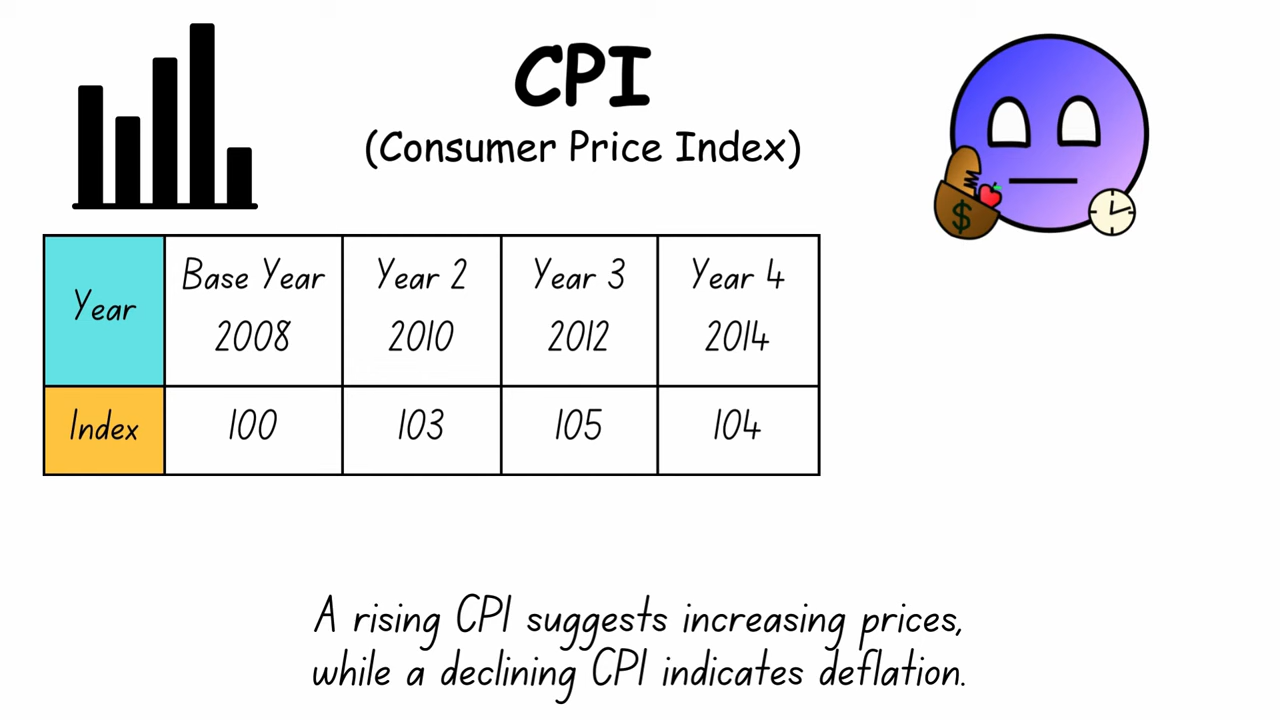 CPI
(Consumer Price Index)
Year
Base Year
2008
Year 2
2010
Year 3
2012
Year 4
2014
Index
100
103
105
104
$
A rising CPI suggests increasing prices,
while a declining CPI indicates deflation.